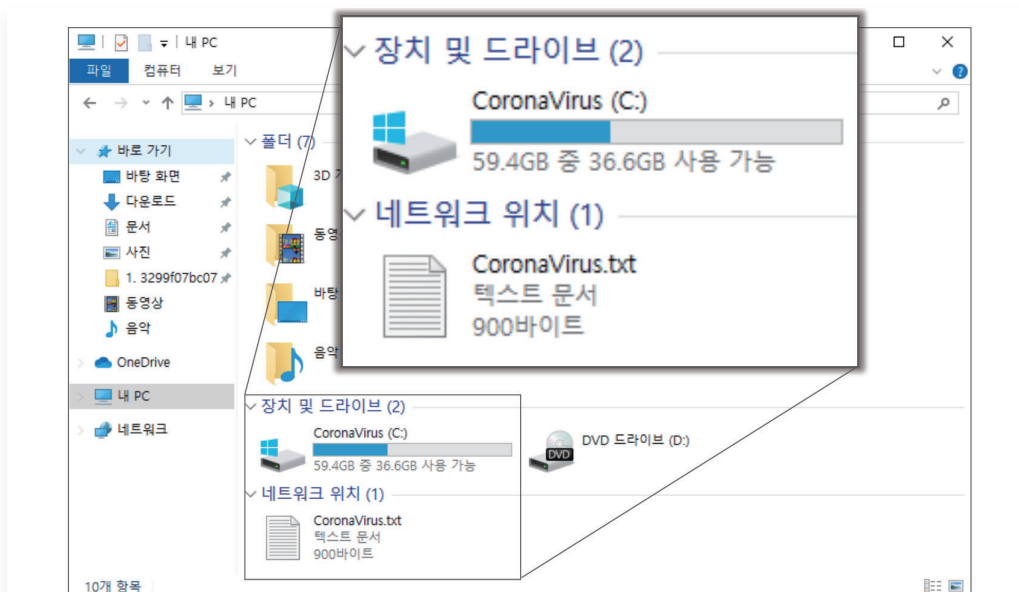 내 PC
파일 컴퓨터 보기
내 PC
바로 가기
바탕 화면
다운로드
문서
사진
1. 3299f07bc07
동영상
음악
OneDrive
내 PC
네트워크
폴더 (7)
3D
동영
바탕
음악
장치 및 드라이브 (2)
CoronaVirus (C:)
59.4GB 중 36.6GB 사용 가능
네트워크 위치 (1)
CoronaVirus.txt
텍스트 문서
900바이트
장치 및 드라이브 (2)
CoronaVirus (C:)
59.4GB 중 36.6GB 사용 가능
DVD 드라이브 (D:)
DVD
네트워크 위치 (1)
CoronaVirus.txt
텍스트 문서
900바이트
10개 항목